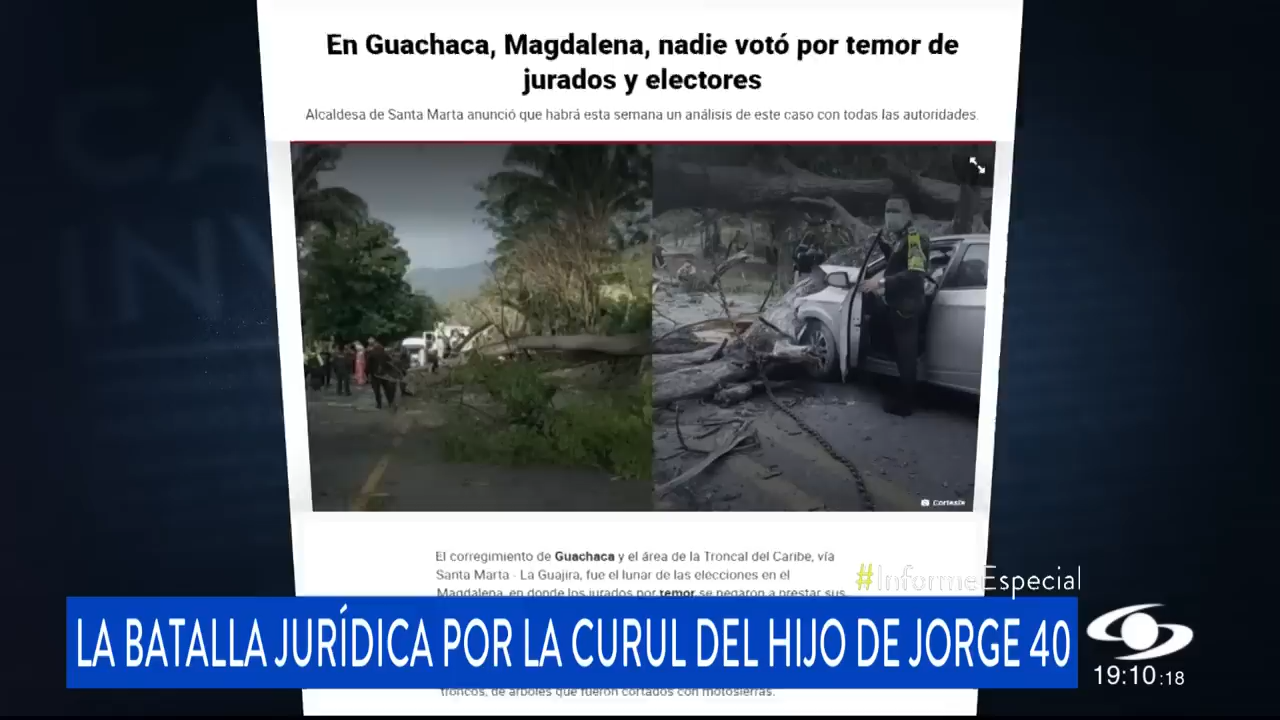 En Guachaca, Magdalena, nadie votó por temor de
jurados y electores
Alcaldesa de Santa Marta anunció que habrá esta semana un análisis de este caso con todas las autoridades.
Cortesía
El corregimiento de Guachaca y el área de la Troncal del Caribe, vía
Santa Marta - La Guajira, fue el lunar de las elecciones en el
Magdalena, en donde los jurados por temor se negaron a prestar sus
#InformeEspecial
LA BATALLA JURÍDICA POR LA CURUL DEL HIJO DE JORGE 40
19:10:18
troncos, de árboles que fueron cortados con motosierras.